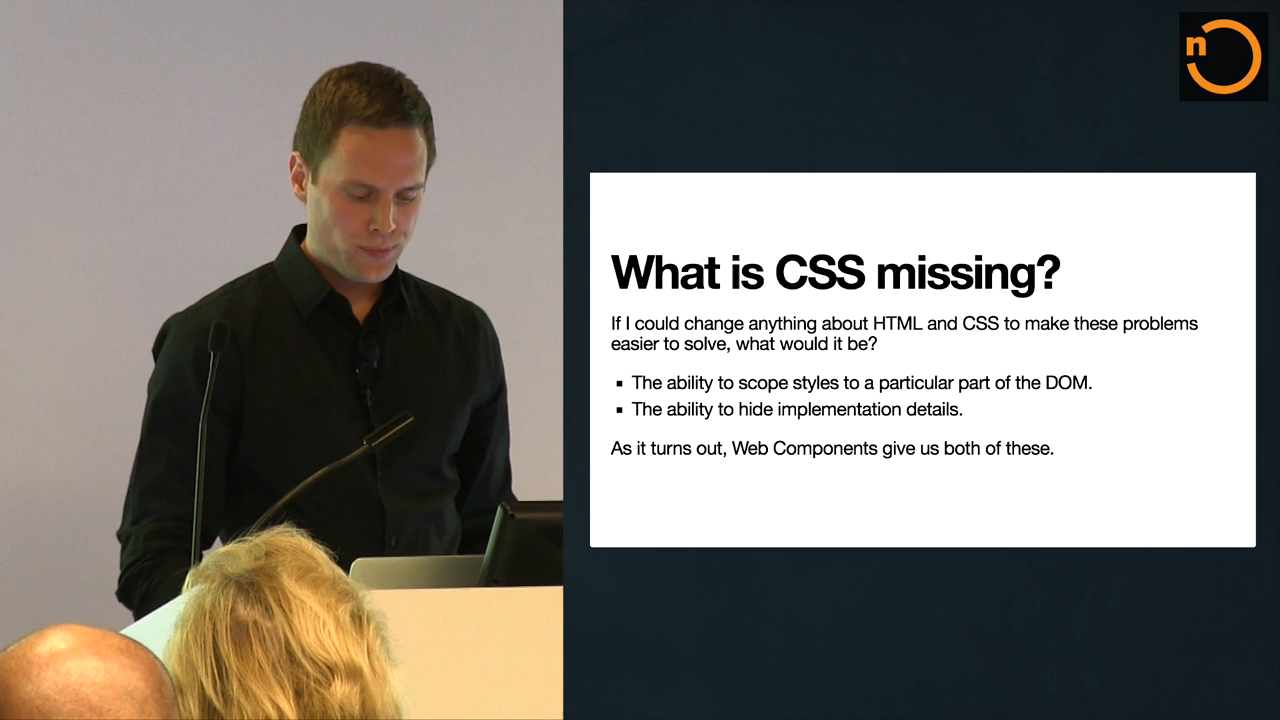 n
What is CSS missing?
If I could change anything about HTML and CSS to make these problems
easier to solve, what would it be?
▪ The ability to scope styles to a particular part of the DOM.
▪ The ability to hide implementation details.
As it turns out, Web Components give us both of these.